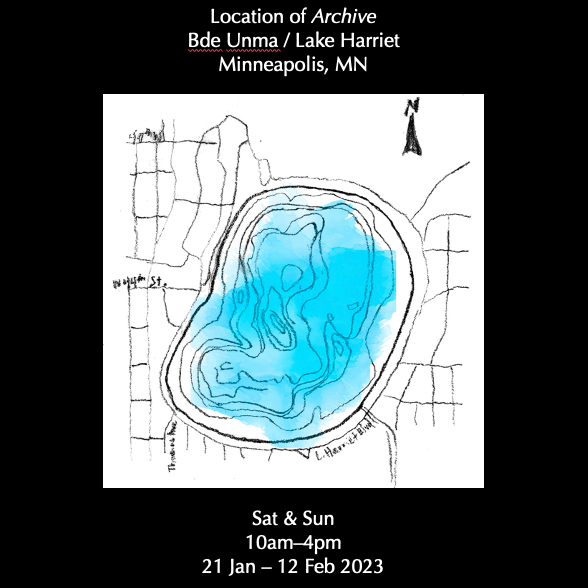 Location of Archive
Bde Unma / Lake Harriet
Minneapolis, MN
N
W 44th St.
Thomas Ave
L. Harriet Blvd
Sat & Sun
10am–4pm
21 Jan – 12 Feb 2023